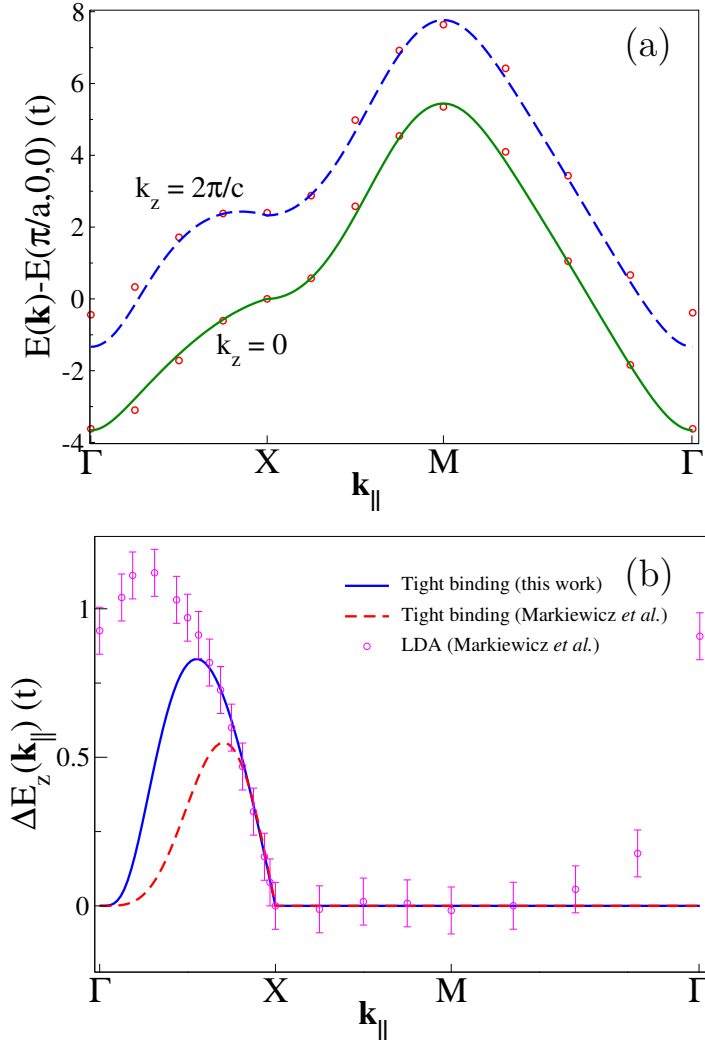 (a)
E(k)-E(π/a,0,0) (t)
8
6
4
2
0
-2
-4
k_z = 2π/c
k_z = 0
Γ X M Γ
k_||
(b)
ΔE_z(k_||) (t)
1
0.5
0
Tight binding (this work)
Tight binding (Markiewicz et al.)
LDA (Markiewicz et al.)
Γ X M Γ
k_||